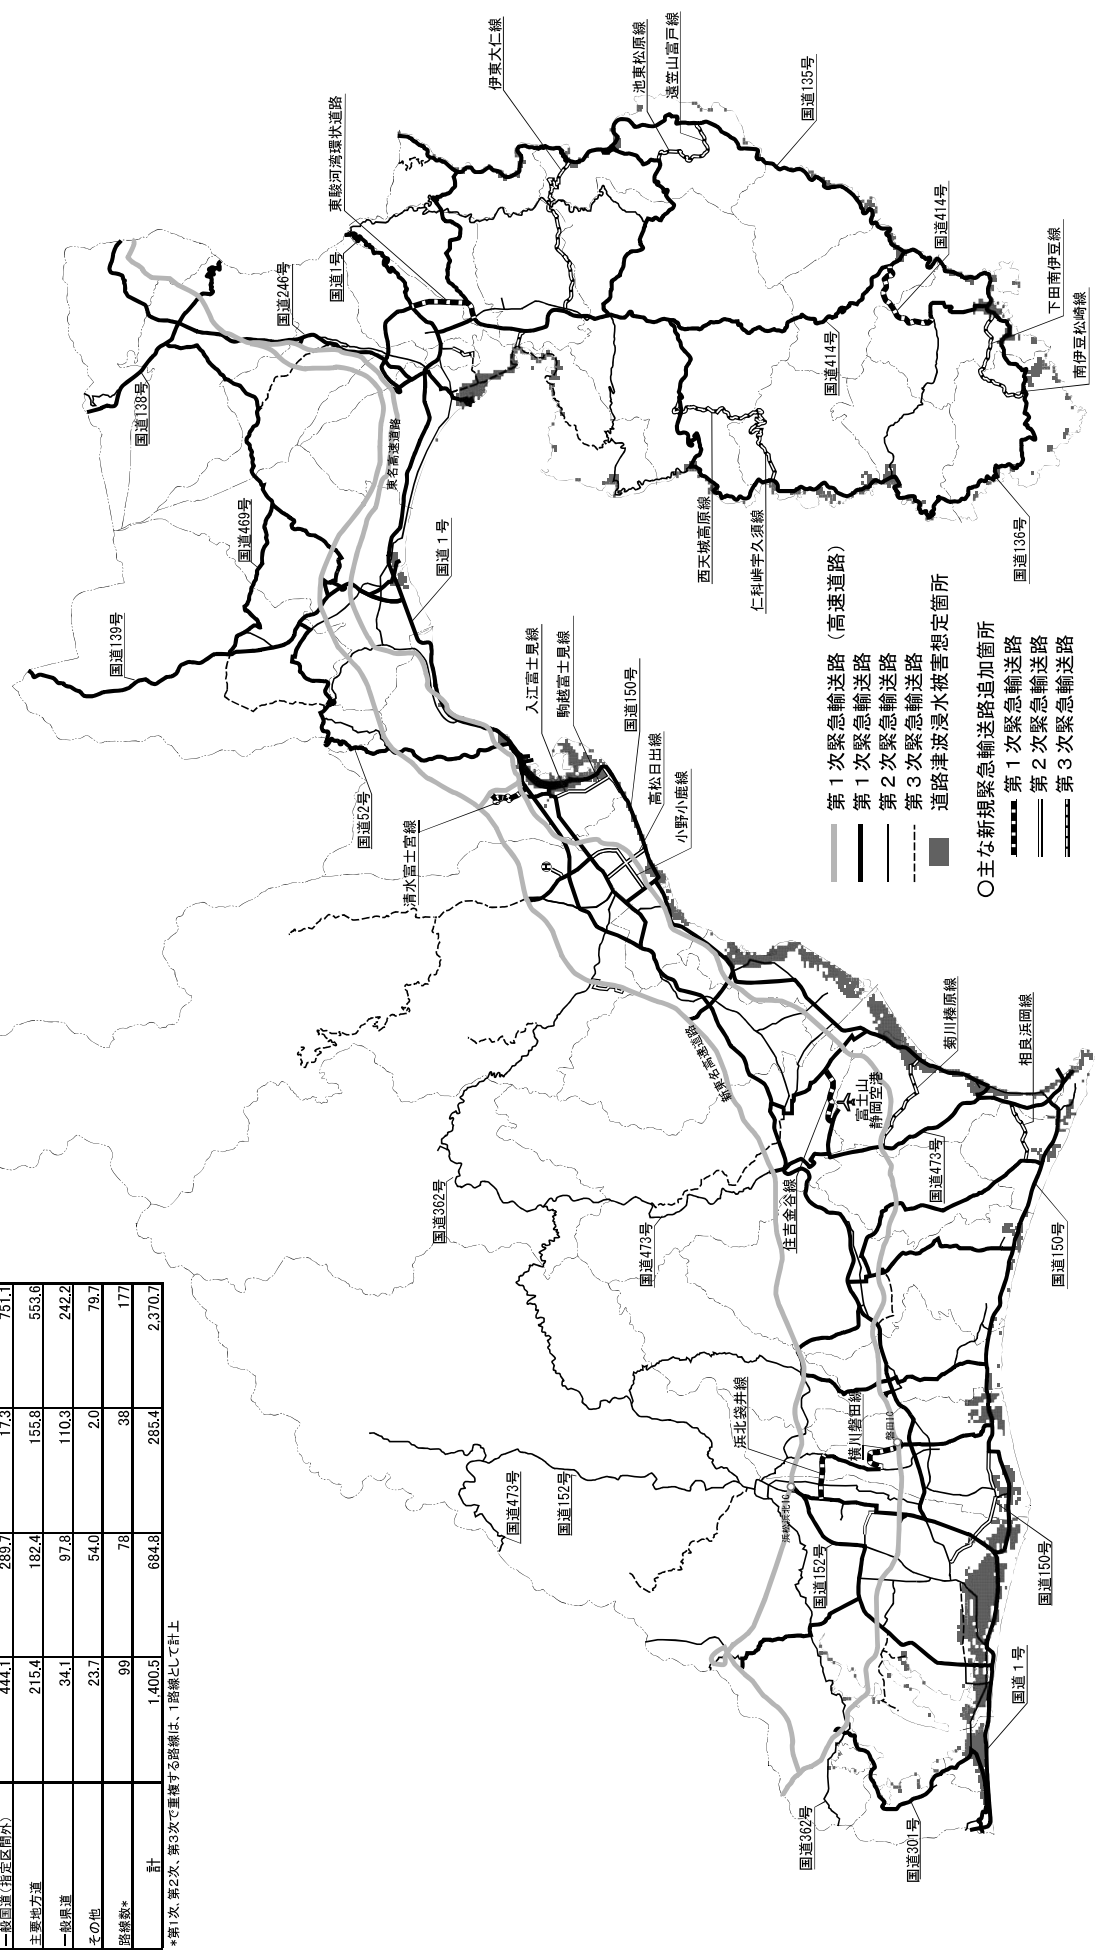 一般国道(指定区間外) 444.1 289.7 17.3 751.1
主要地方道 215.4 182.4 155.8 553.6
一般県道 34.1 97.8 110.3 242.2
その他 23.7 54.0 2.0 79.7
路線数* 99 78 38 177
計 1,400.5 684.8 285.4 2,370.7
*第1次、第2次、第3次で重複する路線は、1路線として計上
国道138号
国道246号
国道1号
東駿河湾環状道路
伊東大仁線
池東松原線
遠笠山富戸線
国道135号
国道414号
下田南伊豆線
南伊豆松崎線
国道414号
国道136号
西天城高原線
仁科峠宇久須線
東名高速道路
国道469号
国道139号
国道1号
国道52号
清水富士宮線
入江富士見線
駒越富士見線
国道150号
高松日出線
小野小鹿線
H
新東名高速道路
富士山
静岡空港
菊川榛原線
相良浜岡線
国道473号
住吉金谷線
国道362号
国道473号
国道150号
浜北袋井線
横川磐田線
磐田IC
浜松浜北IC
国道473号
国道152号
国道152号
国道150号
国道1号
国道362号
国道301号
第1次緊急輸送路(高速道路)
第1次緊急輸送路
第2次緊急輸送路
第3次緊急輸送路
道路津波浸水被害想定箇所
○主な新規緊急輸送路追加箇所
第1次緊急輸送路
第2次緊急輸送路
第3次緊急輸送路